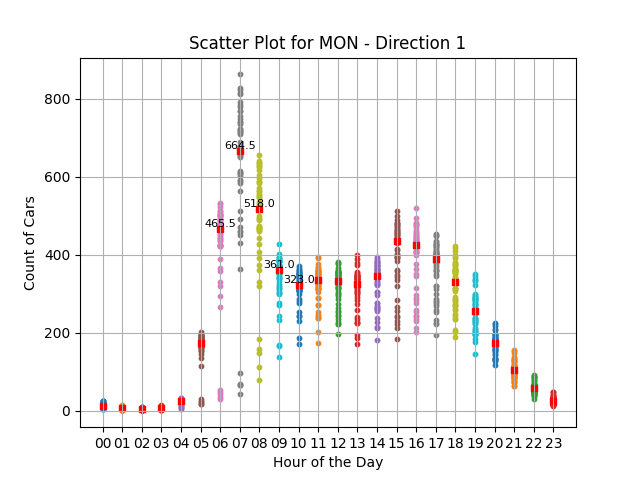 Scatter Plot for MON - Direction 1
Count of Cars
800
600
400
200
0
664.5
518.0
465.5
361.0
323.0
00 01 02 03 04 05 06 07 08 09 10 11 12 13 14 15 16 17 18 19 20 21 22 23
Hour of the Day